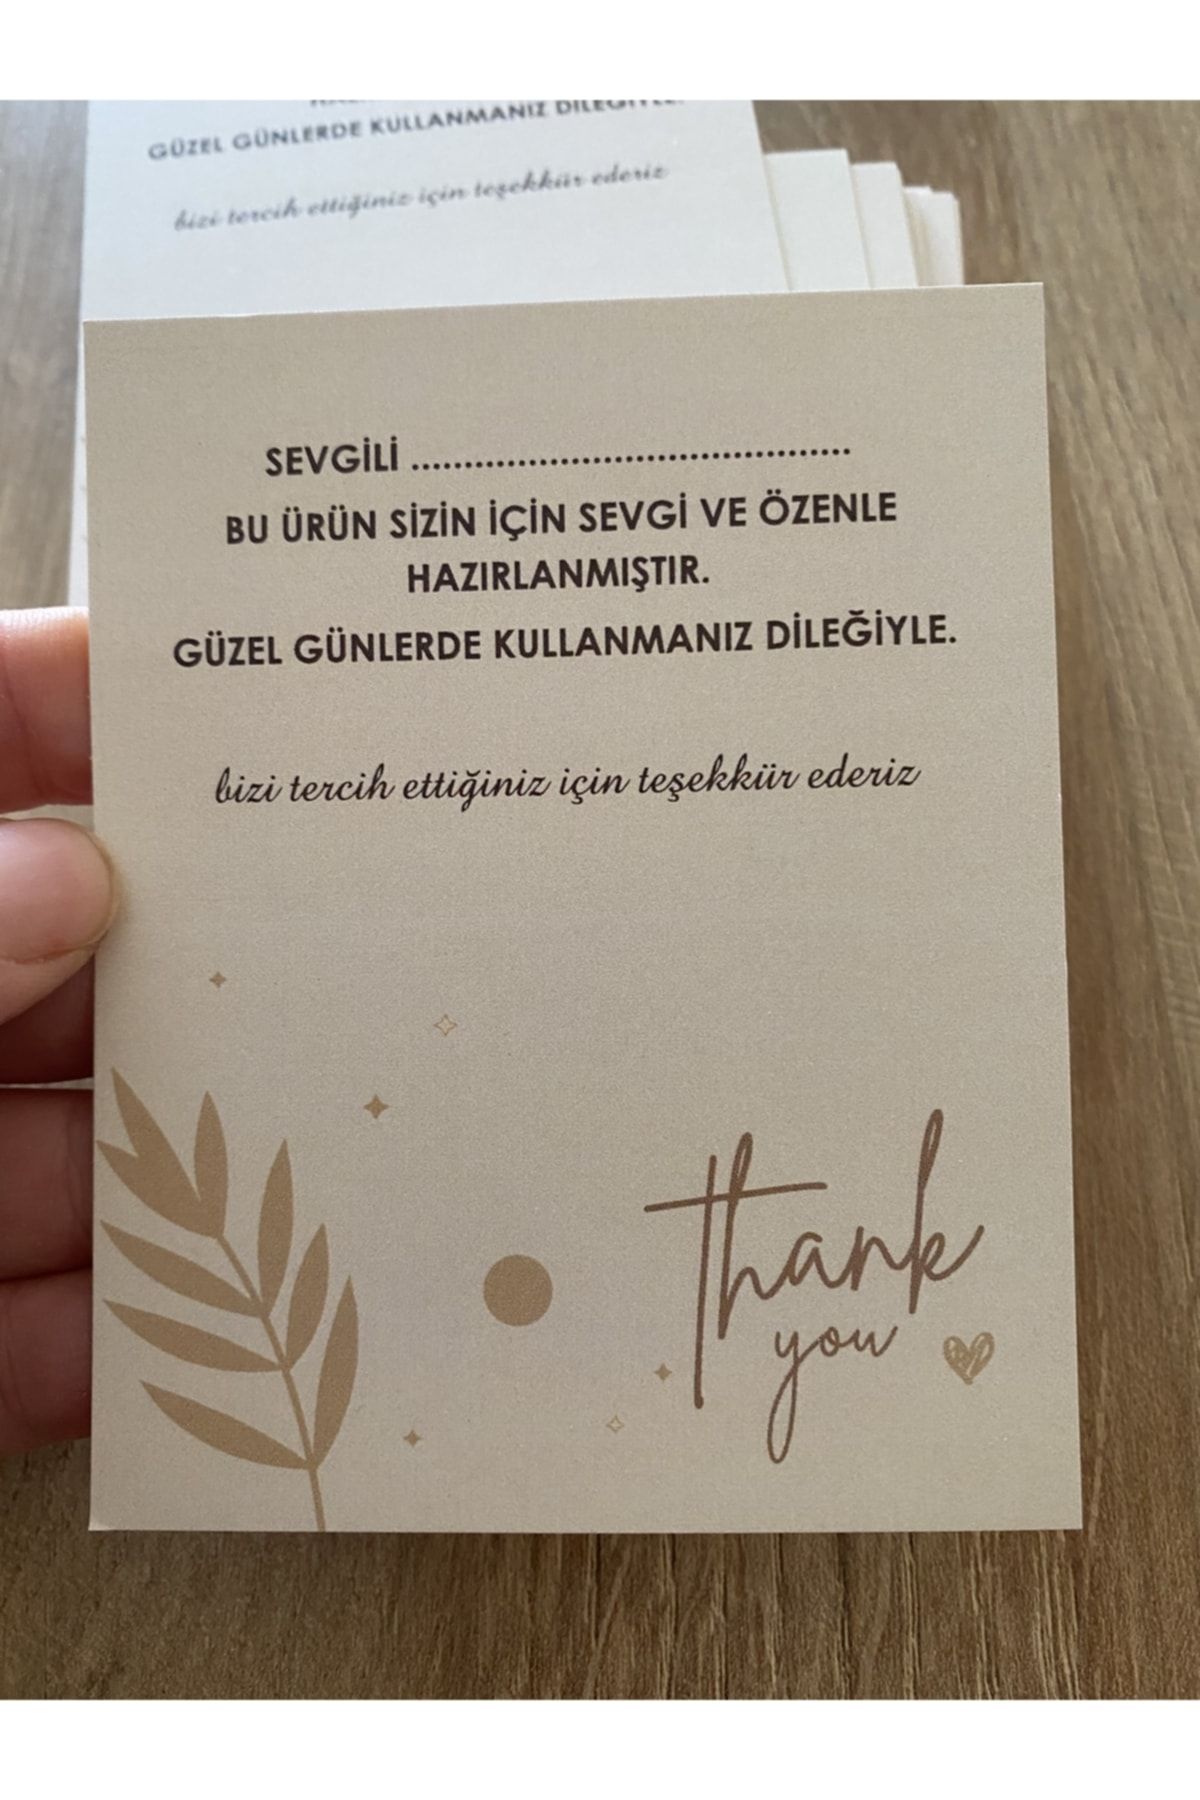 GÜZEL GÜNLERDE KULLANMANIZ DİLEĞİYLE.
bizi tercih ettiğiniz için teşekkür ederiz
SEVGİLİ ..........................................
BU ÜRÜN SİZİN İÇİN SEVGİ VE ÖZENLE
HAZIRLANMIŞTIR.
GÜZEL GÜNLERDE KULLANMANIZ DİLEĞİYLE.
bizi tercih ettiğiniz için teşekkür ederiz
thank
you